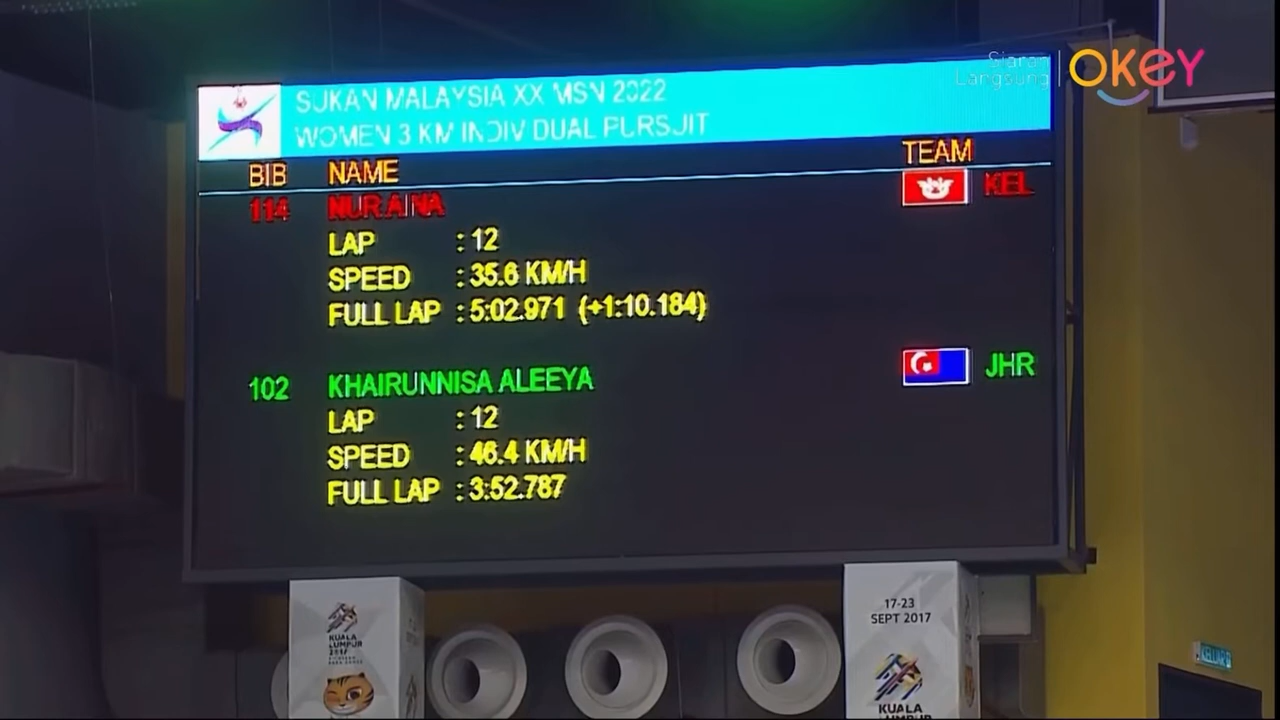 Siaran
Langsung
OKeY
SUKAN MALAYSIA XX MSN 2022
WOMEN 3 KM INDIVIDUAL PURSUIT
BIB NAME TEAM
114 NUR AINA KEL
LAP : 12
SPEED : 35.6 KM/H
FULL LAP : 5:02.971 (+1:10.184)
102 KHAIRUNNISA ALEEYA JHR
LAP : 12
SPEED : 46.4 KM/H
FULL LAP : 3:52.787
KUALA
LUMPUR
2017
17-23
SEPT 2017
KUALA
LUMPUR
KELUAR